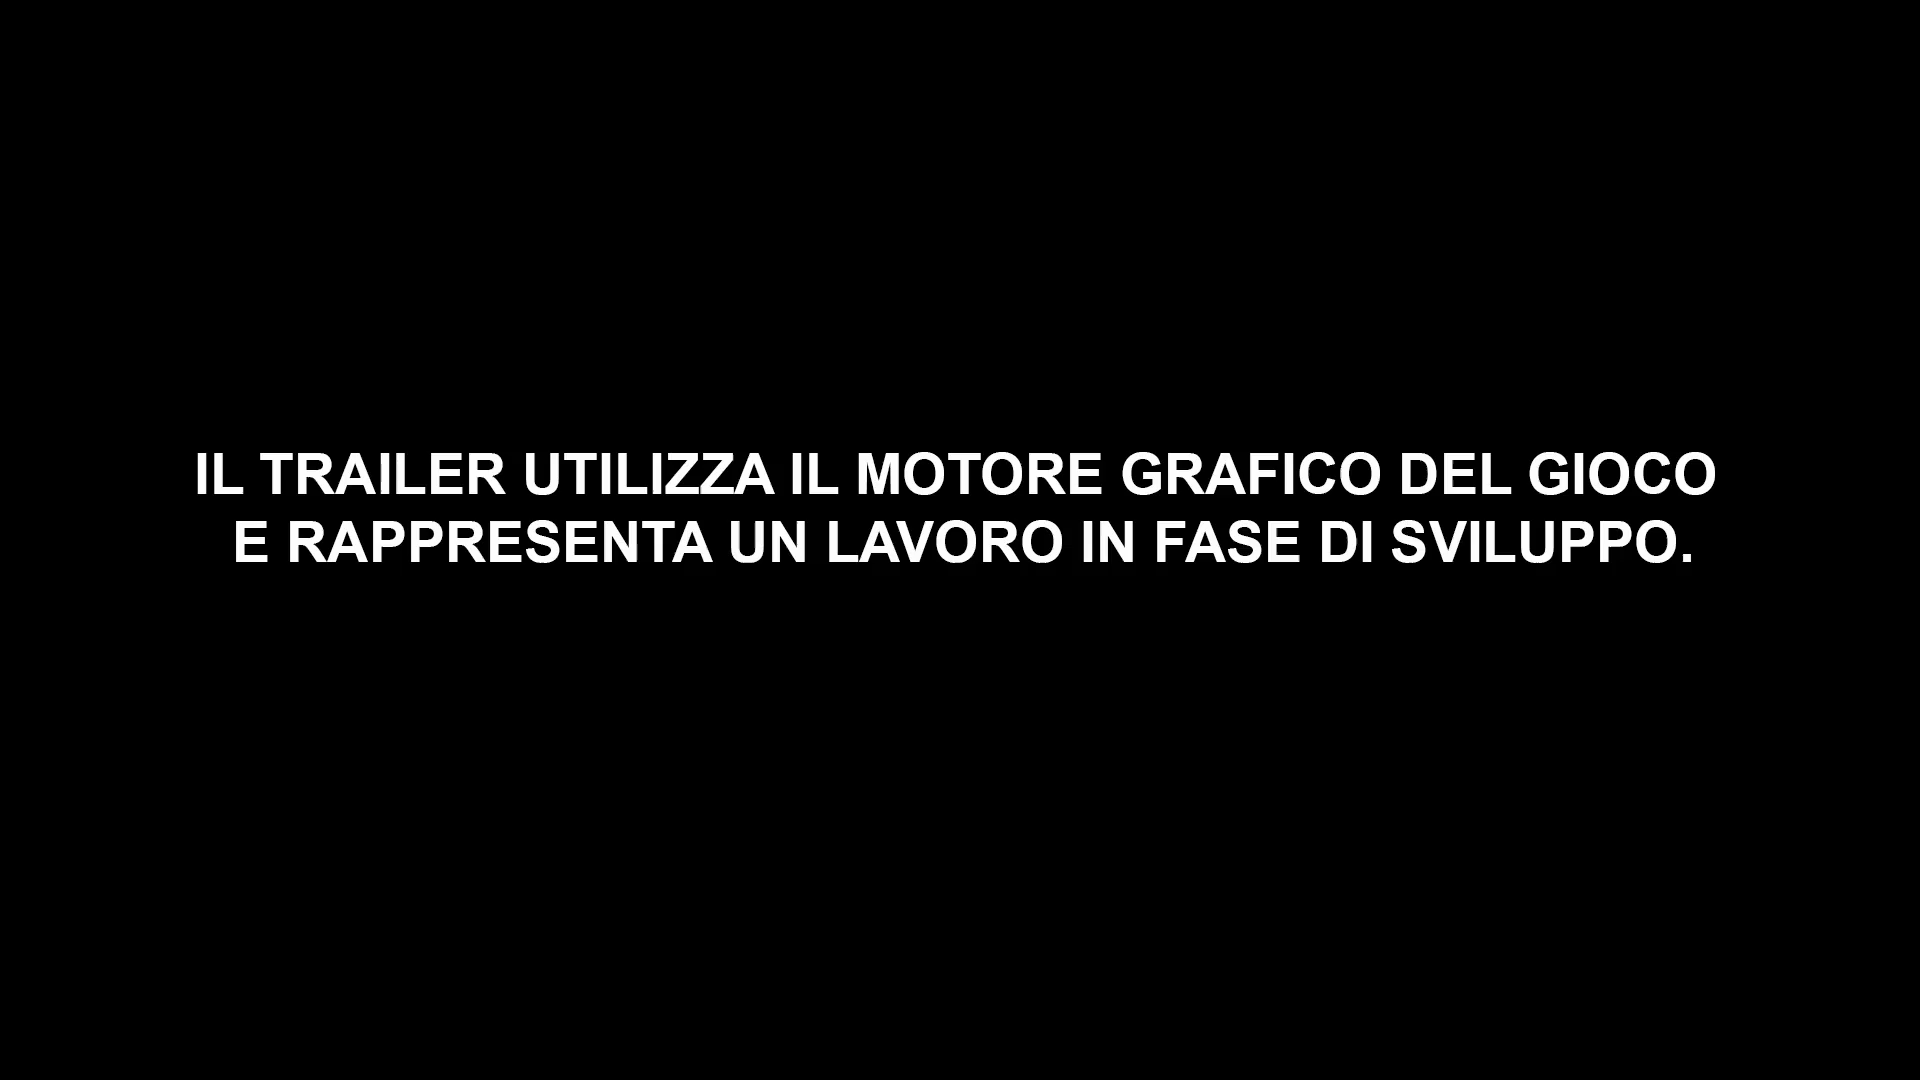 IL TRAILER UTILIZZA IL MOTORE GRAFICO DEL GIOCO
E RAPPRESENTA UN LAVORO IN FASE DI SVILUPPO.